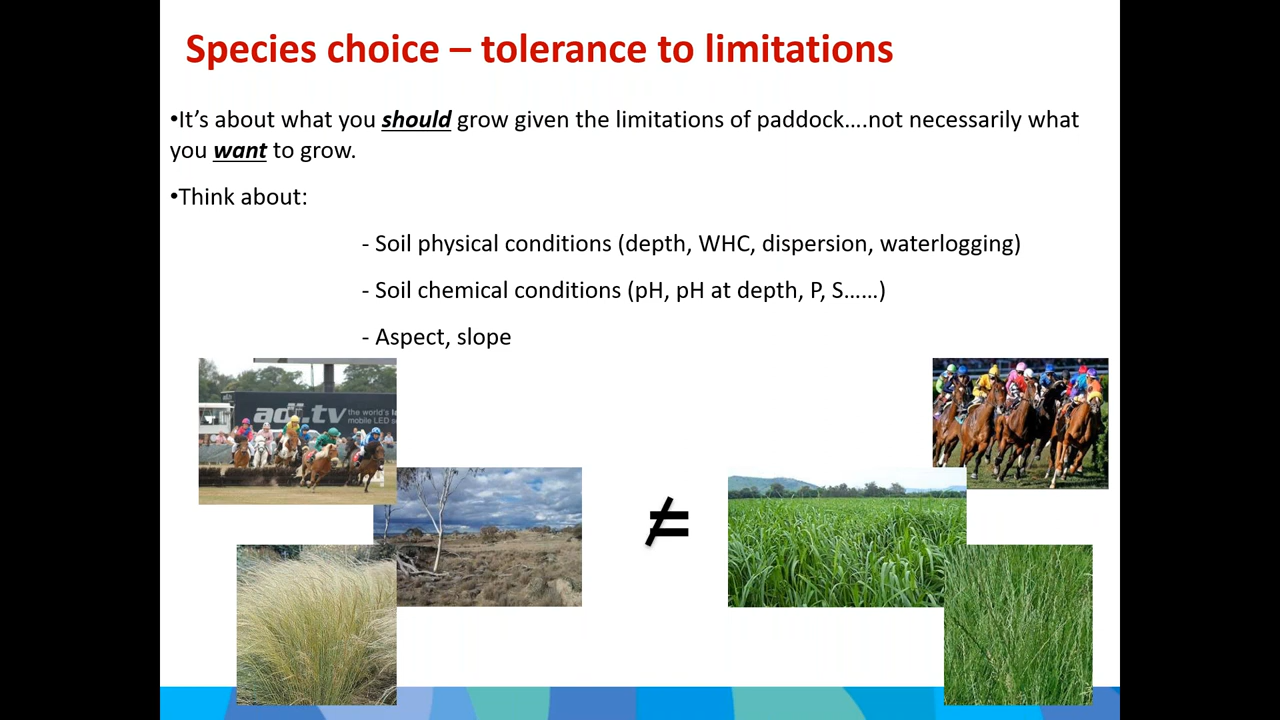 Species choice – tolerance to limitations
•It's about what you should grow given the limitations of paddock….not necessarily what
you want to grow.
•Think about:
- Soil physical conditions (depth, WHC, dispersion, waterlogging)
- Soil chemical conditions (pH, pH at depth, P, S……)
- Aspect, slope
adi.tv
the world's
mobile LED
≠